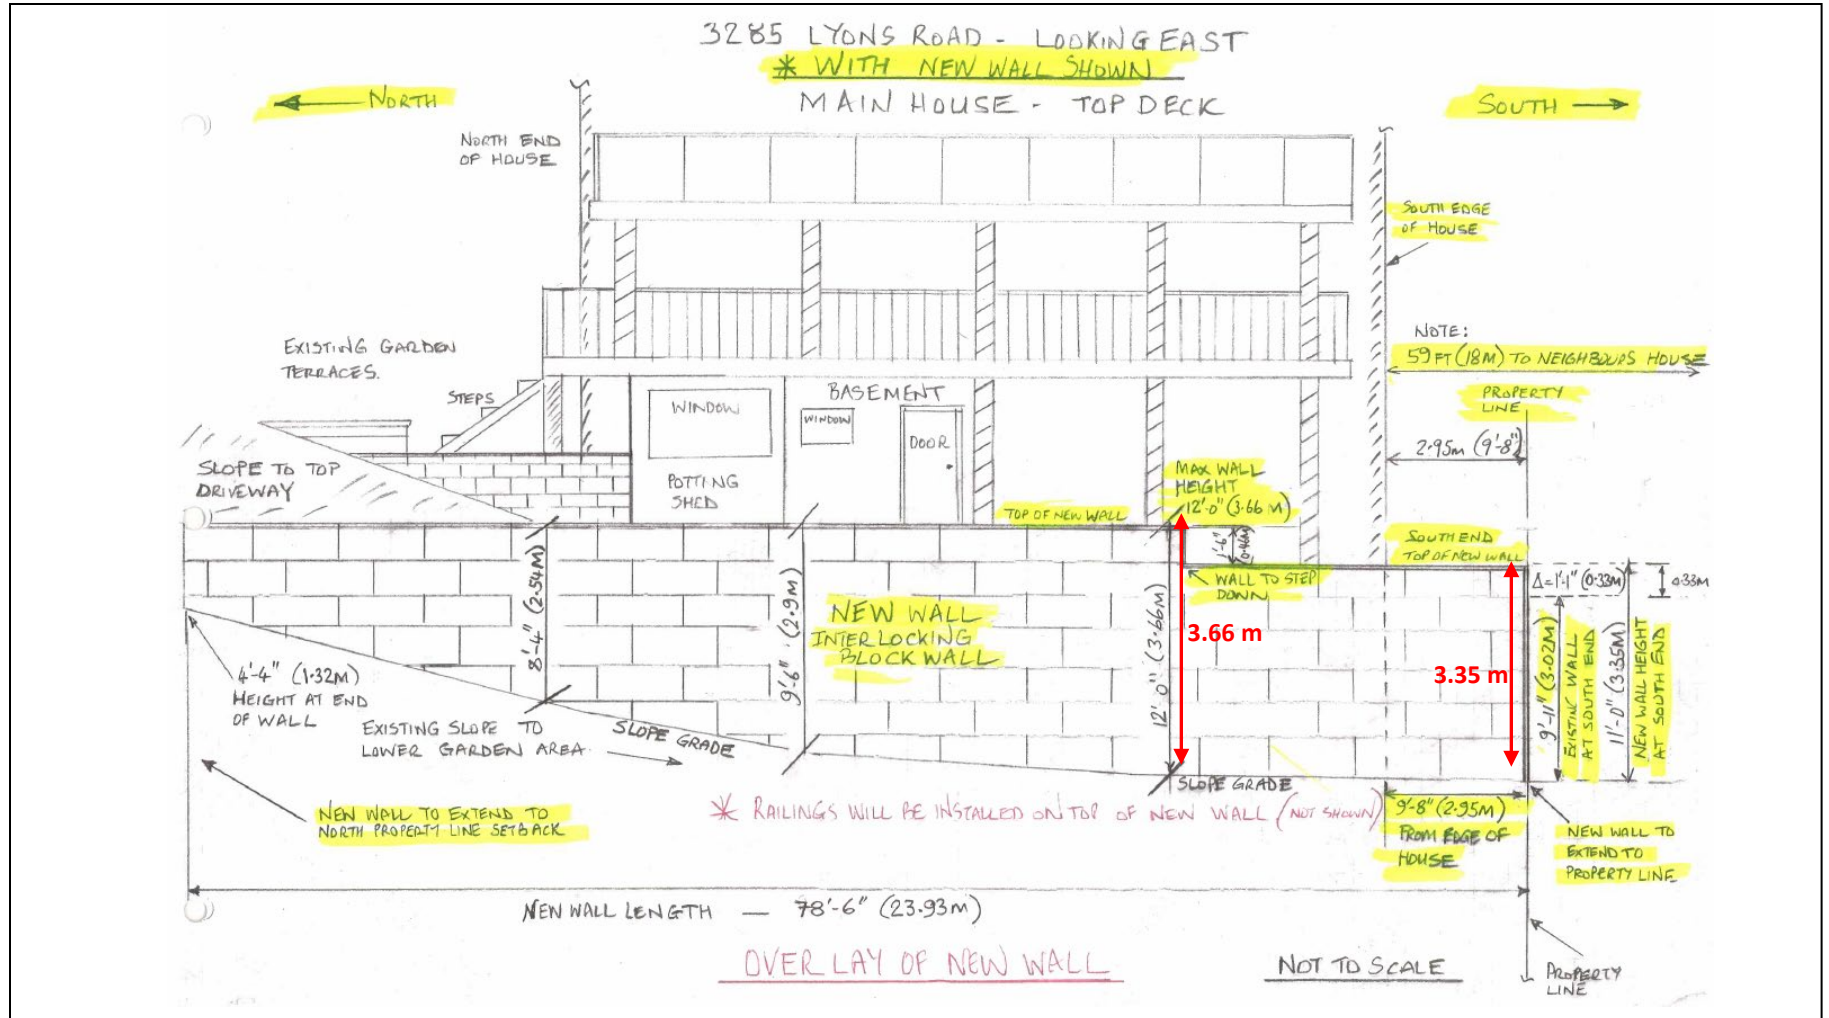 3285 LYONS ROAD - LOOKING EAST
* WITH NEW WALL SHOWN
MAIN HOUSE - TOP DECK
NORTH
SOUTH
NORTH END
OF HOUSE
SOUTH EDGE
OF HOUSE
NOTE:
59 FT (18M) TO NEIGHBOURS HOUSE
PROPERTY
LINE
2.95m (9'-8")
EXISTING GARDEN
TERRACES.
STEPS
SLOPE TO TOP
DRIVEWAY
WINDOW
POTTING
SHED
BASEMENT
WINDOW
DOOR
MAX WALL
HEIGHT
12'-0" (3.66 M)
TOP OF NEW WALL
1'-6"
(0.46M)
WALL TO STEP
DOWN
SOUTH END
TOP OF NEW WALL
Δ=1'-1" (0.33M)
0.33M
8'-4" (2.54M)
9'-6" (2.9M)
NEW WALL
INTERLOCKING
BLOCK WALL
12'-0" (3.66M)
3.66 m
3.35 m
9'-11" (3.02M)
EXISTING WALL
AT SOUTH END
11'-0" (3.35M)
NEW WALL HEIGHT
AT SOUTH END
4'-4" (1.32M)
HEIGHT AT END
OF WALL
EXISTING SLOPE TO
LOWER GARDEN AREA.
SLOPE GRADE
SLOPE GRADE
NEW WALL TO EXTEND TO
NORTH PROPERTY LINE SETBACK
* RAILINGS WILL BE INSTALLED ON TOP OF NEW WALL (NOT SHOWN)
9'-8" (2.95M)
FROM EDGE OF
HOUSE
NEW WALL TO
EXTEND TO
PROPERTY LINE
NEW WALL LENGTH — 78'-6" (23.93M)
OVERLAY OF NEW WALL
NOT TO SCALE
PROPERTY
LINE